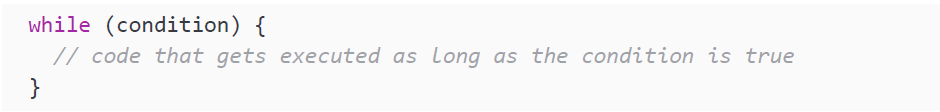 while (condition) {
  // code that gets executed as long as the condition is true
}